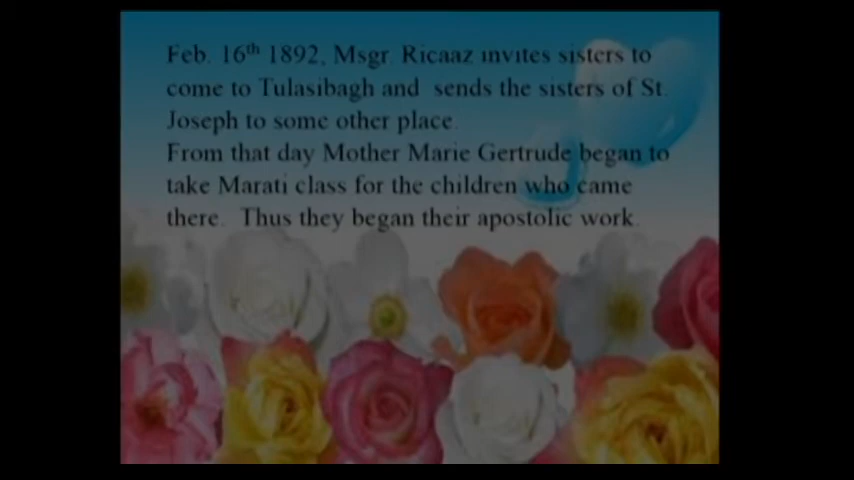 Feb. 16th 1892, Msgr. Ricaaz invites sisters to
come to Tulasibagh and sends the sisters of St.
Joseph to some other place.
From that day Mother Marie Gertrude began to
take Marati class for the children who came
there. Thus they began their apostolic work.